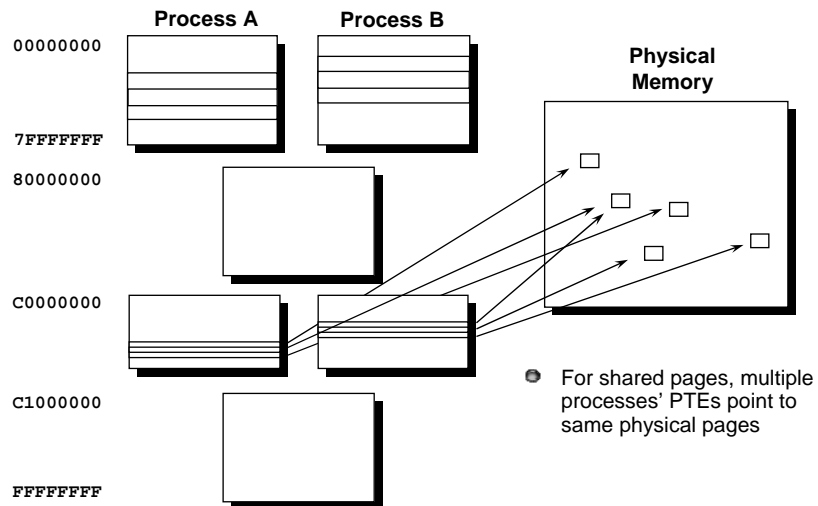 Process A
Process B
00000000
Physical
Memory
7FFFFFFF
80000000
C0000000
For shared pages, multiple
processes’ PTEs point to
same physical pages
C1000000
FFFFFFFF